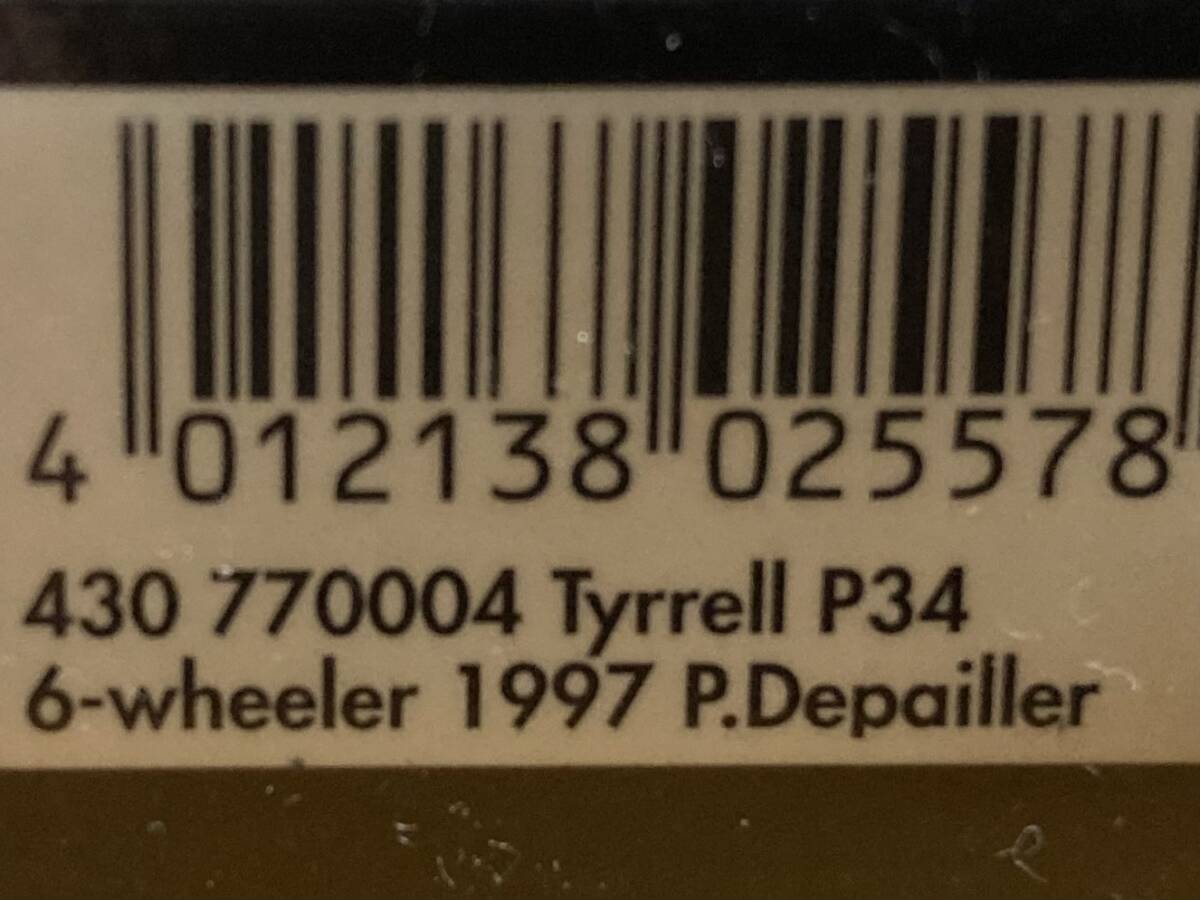 4 012138 025578
430 770004 Tyrrell P34
6-wheeler 1997 P.Depailler